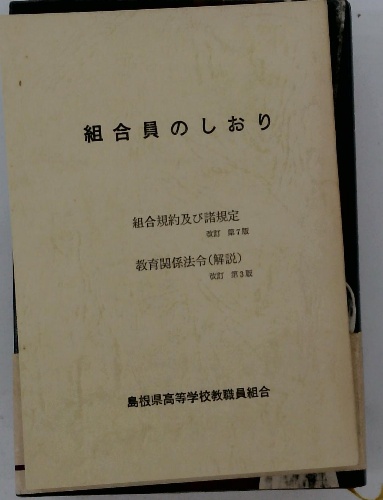 組合員のしおり
組合規約及び諸規定
改訂 第7版
教育関係法令(解説)
改訂 第3版
島根県高等学校教職員組合